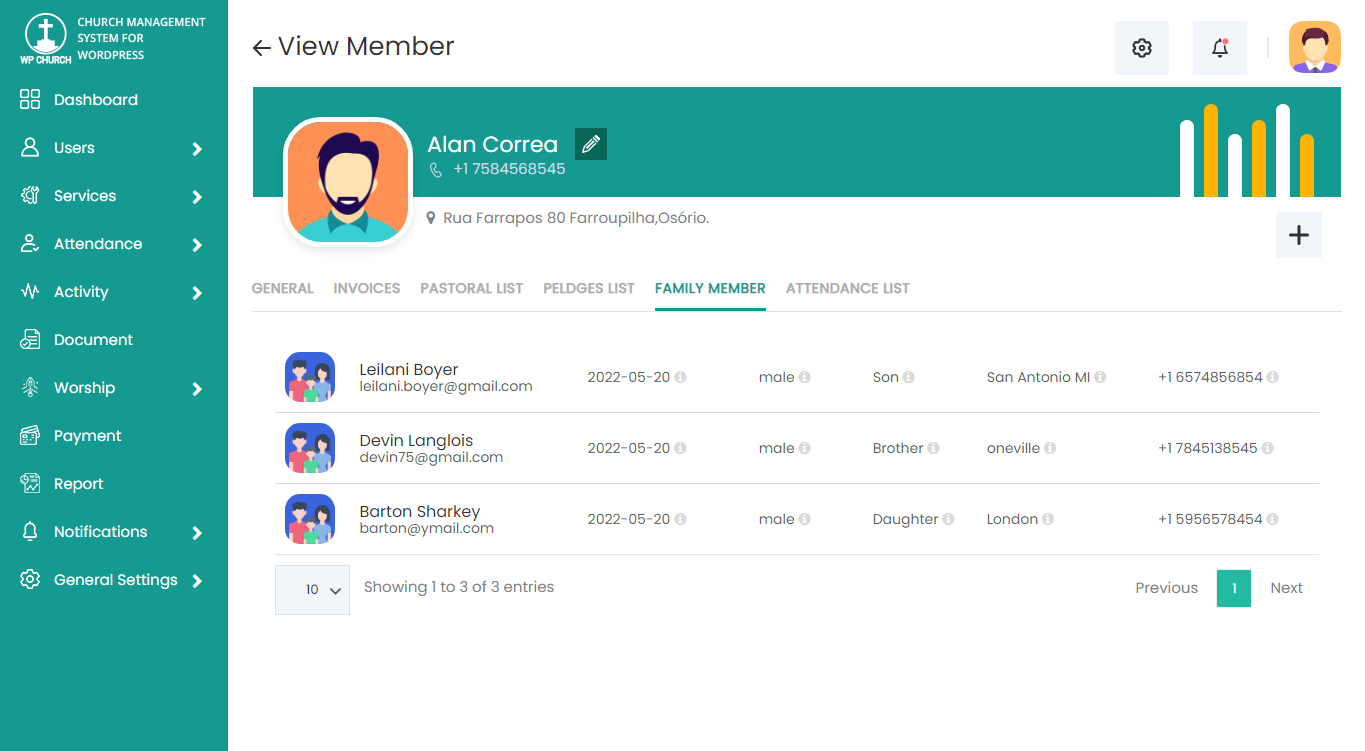 CHURCH MANAGEMENT
SYSTEM FOR
WORDPRESS
WP CHURCH
Dashboard
Users
Services
Attendance
Activity
Document
Worship
Payment
Report
Notifications
General Settings
View Member
Alan Correa
+1 7584568545
Rua Farrapos 80 Farroupilha,Osório.
GENERAL INVOICES PASTORAL LIST PELDGES LIST FAMILY MEMBER ATTENDANCE LIST
Leilani Boyer
leilani.boyer@gmail.com
2022-05-20 male Son San Antonio MI +1 6574856854
Devin Langlois
devin75@gmail.com
2022-05-20 male Brother oneville +1 7845138545
Barton Sharkey
barton@ymail.com
2022-05-20 male Daughter London +1 5956578454
10 Showing 1 to 3 of 3 entries Previous 1 Next